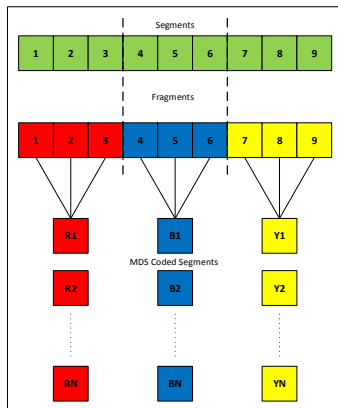 Segments
1 2 3 4 5 6 7 8 9
Fragments
1 2 3 4 5 6 7 8 9
R1 B1 Y1
MDS Coded Segments
R2 B2 Y2
RN BN YN